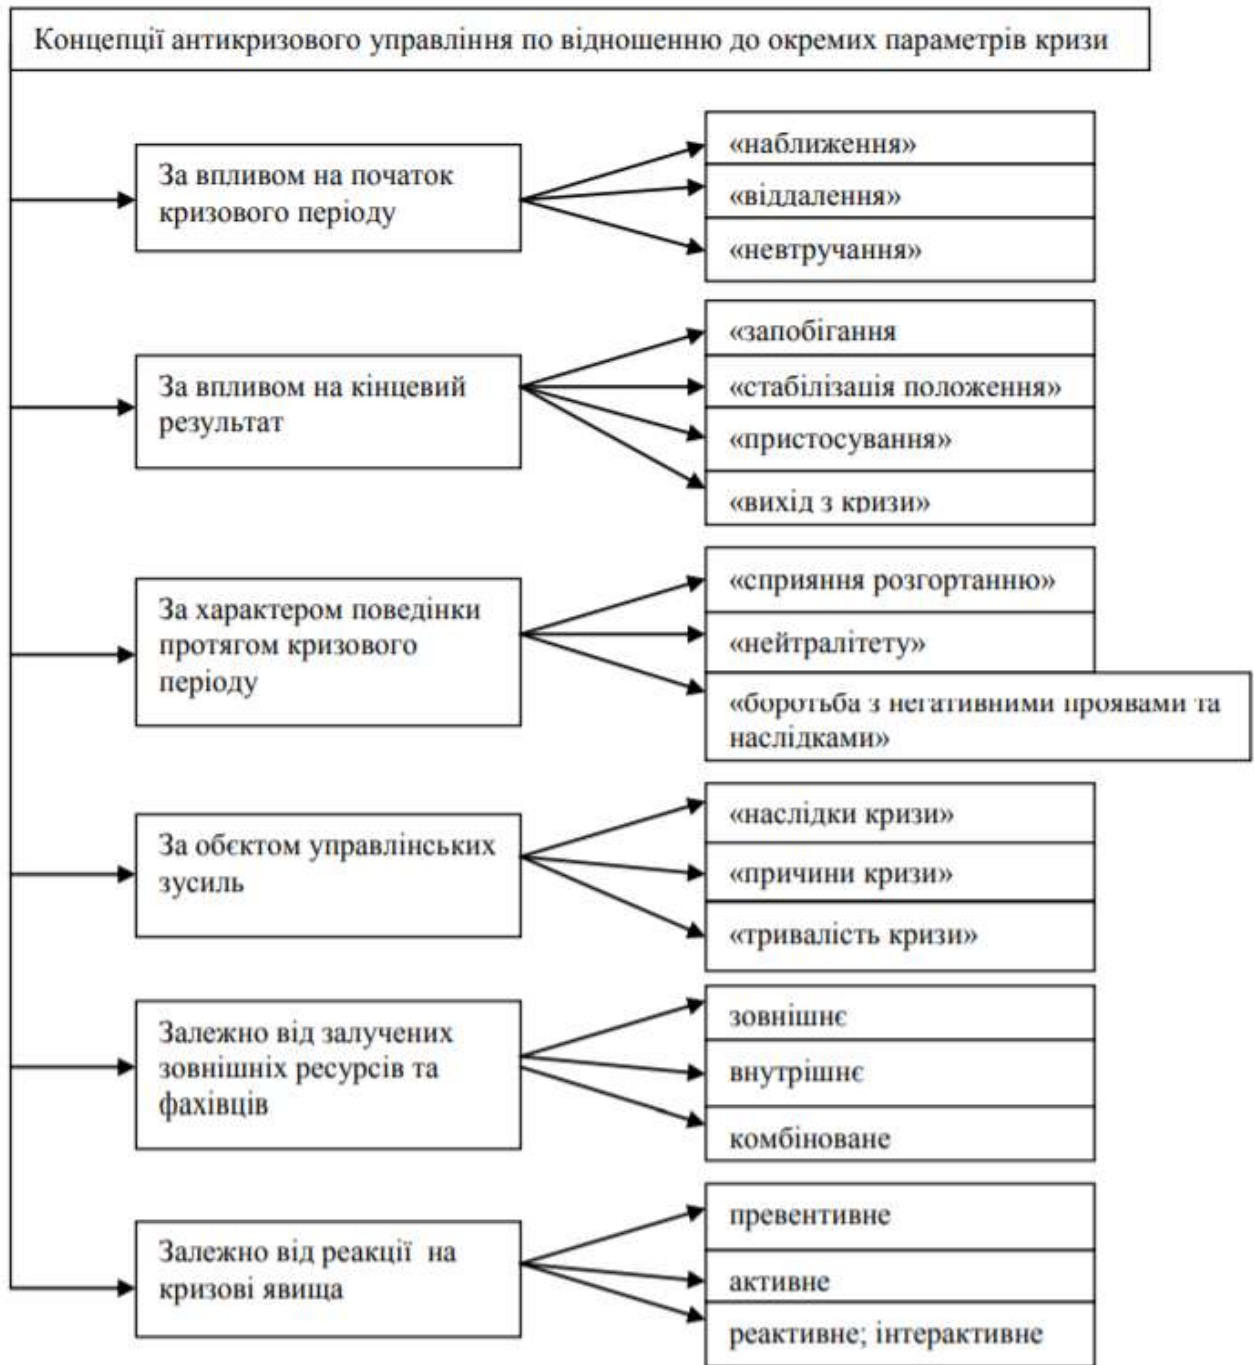 Концепції антикризового управління по відношенню до окремих параметрів кризи
За впливом на початок
кризового періоду
«наближення»
«віддалення»
«невтручання»
За впливом на кінцевий
результат
«запобігання
«стабілізація положення»
«пристосування»
«вихід з кризи»
За характером поведінки
протягом кризового
періоду
«сприяння розгортанню»
«нейтралітету»
«боротьба з негативними проявами та
наслідками»
За обєктом управлінських
зусиль
«наслідки кризи»
«причини кризи»
«тривалість кризи»
Залежно від залучених
зовнішніх ресурсів та
фахівців
зовнішнє
внутрішнє
комбіноване
Залежно від реакції на
кризові явища
превентивне
активне
реактивне; інтерактивне